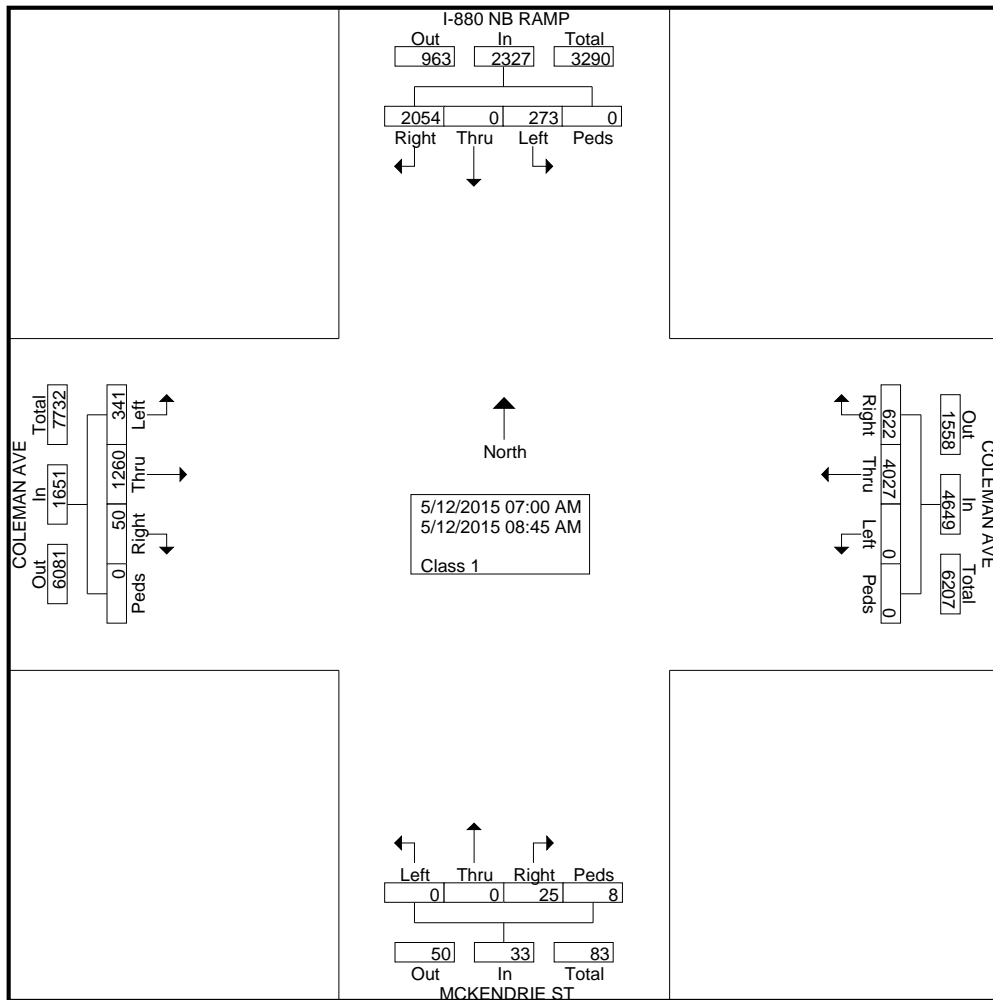 I-880 NB RAMP
Out In Total
963 2327 3290
2054 0 273 0
Right Thru Left Peds
COLEMAN AVE
Total In Out
7732 1651 6081
341 1260 50 0
Left Thru Right Peds
North
5/12/2015 07:00 AM
5/12/2015 08:45 AM
Class 1
Right Thru Left Peds
622 4027 0 0
Out In Total
1558 4649 6207
COLEMAN AVE
Left Thru Right Peds
0 0 25 8
50 33 83
Out In Total
MCKENDRIE ST